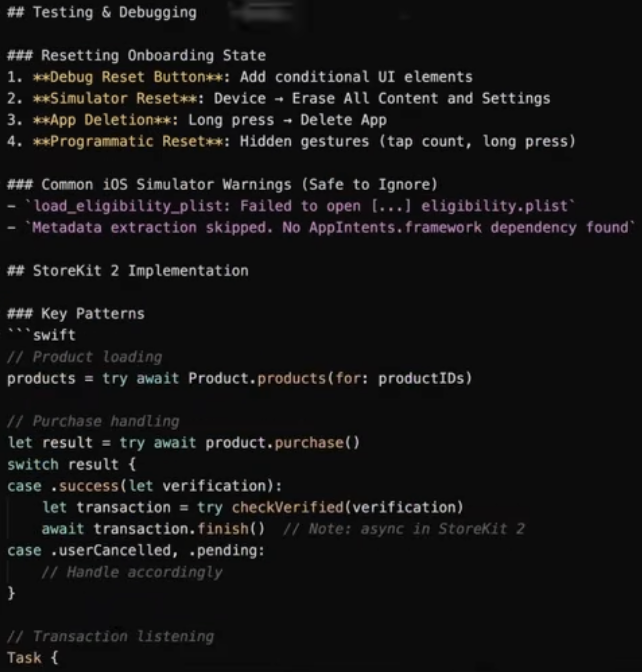 ## Testing & Debugging
### Resetting Onboarding State
1. **Debug Reset Button**: Add conditional UI elements
2. **Simulator Reset**: Device → Erase All Content and Settings
3. **App Deletion**: Long press → Delete App
4. **Programmatic Reset**: Hidden gestures (tap count, long press)
### Common iOS Simulator Warnings (Safe to Ignore)
- `load_eligibility_plist: Failed to open [...] eligibility.plist`
- `Metadata extraction skipped. No AppIntents.framework dependency found`
## StoreKit 2 Implementation
### Key Patterns
```swift
// Product loading
products = try await Product.products(for: productIDs)
// Purchase handling
let result = try await product.purchase()
switch result {
case .success(let verification):
    let transaction = try checkVerified(verification)
    await transaction.finish()  // Note: async in StoreKit 2
case .userCancelled, .pending:
    // Handle accordingly
}
// Transaction listening
Task {